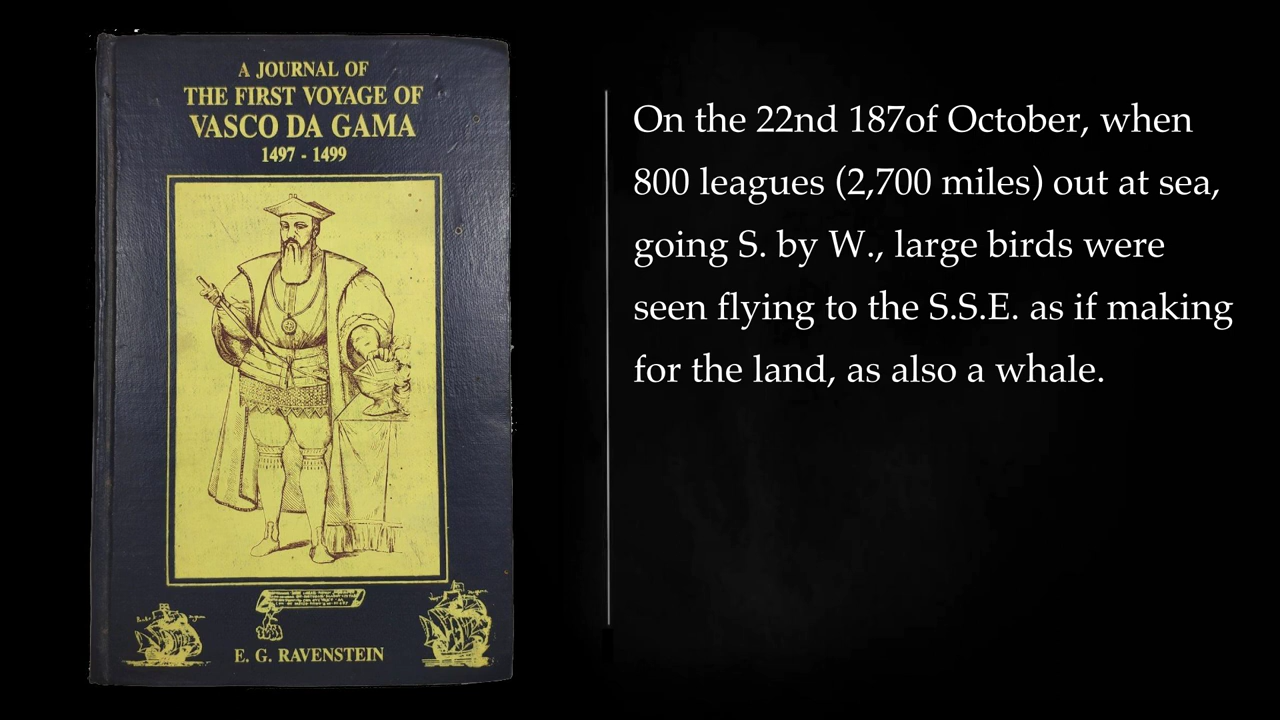 A JOURNAL OF
THE FIRST VOYAGE OF
VASCO DA GAMA
1497 - 1499
E. G. RAVENSTEIN
On the 22nd 187of October, when
800 leagues (2,700 miles) out at sea,
going S. by W., large birds were
seen flying to the S.S.E. as if making
for the land, as also a whale.